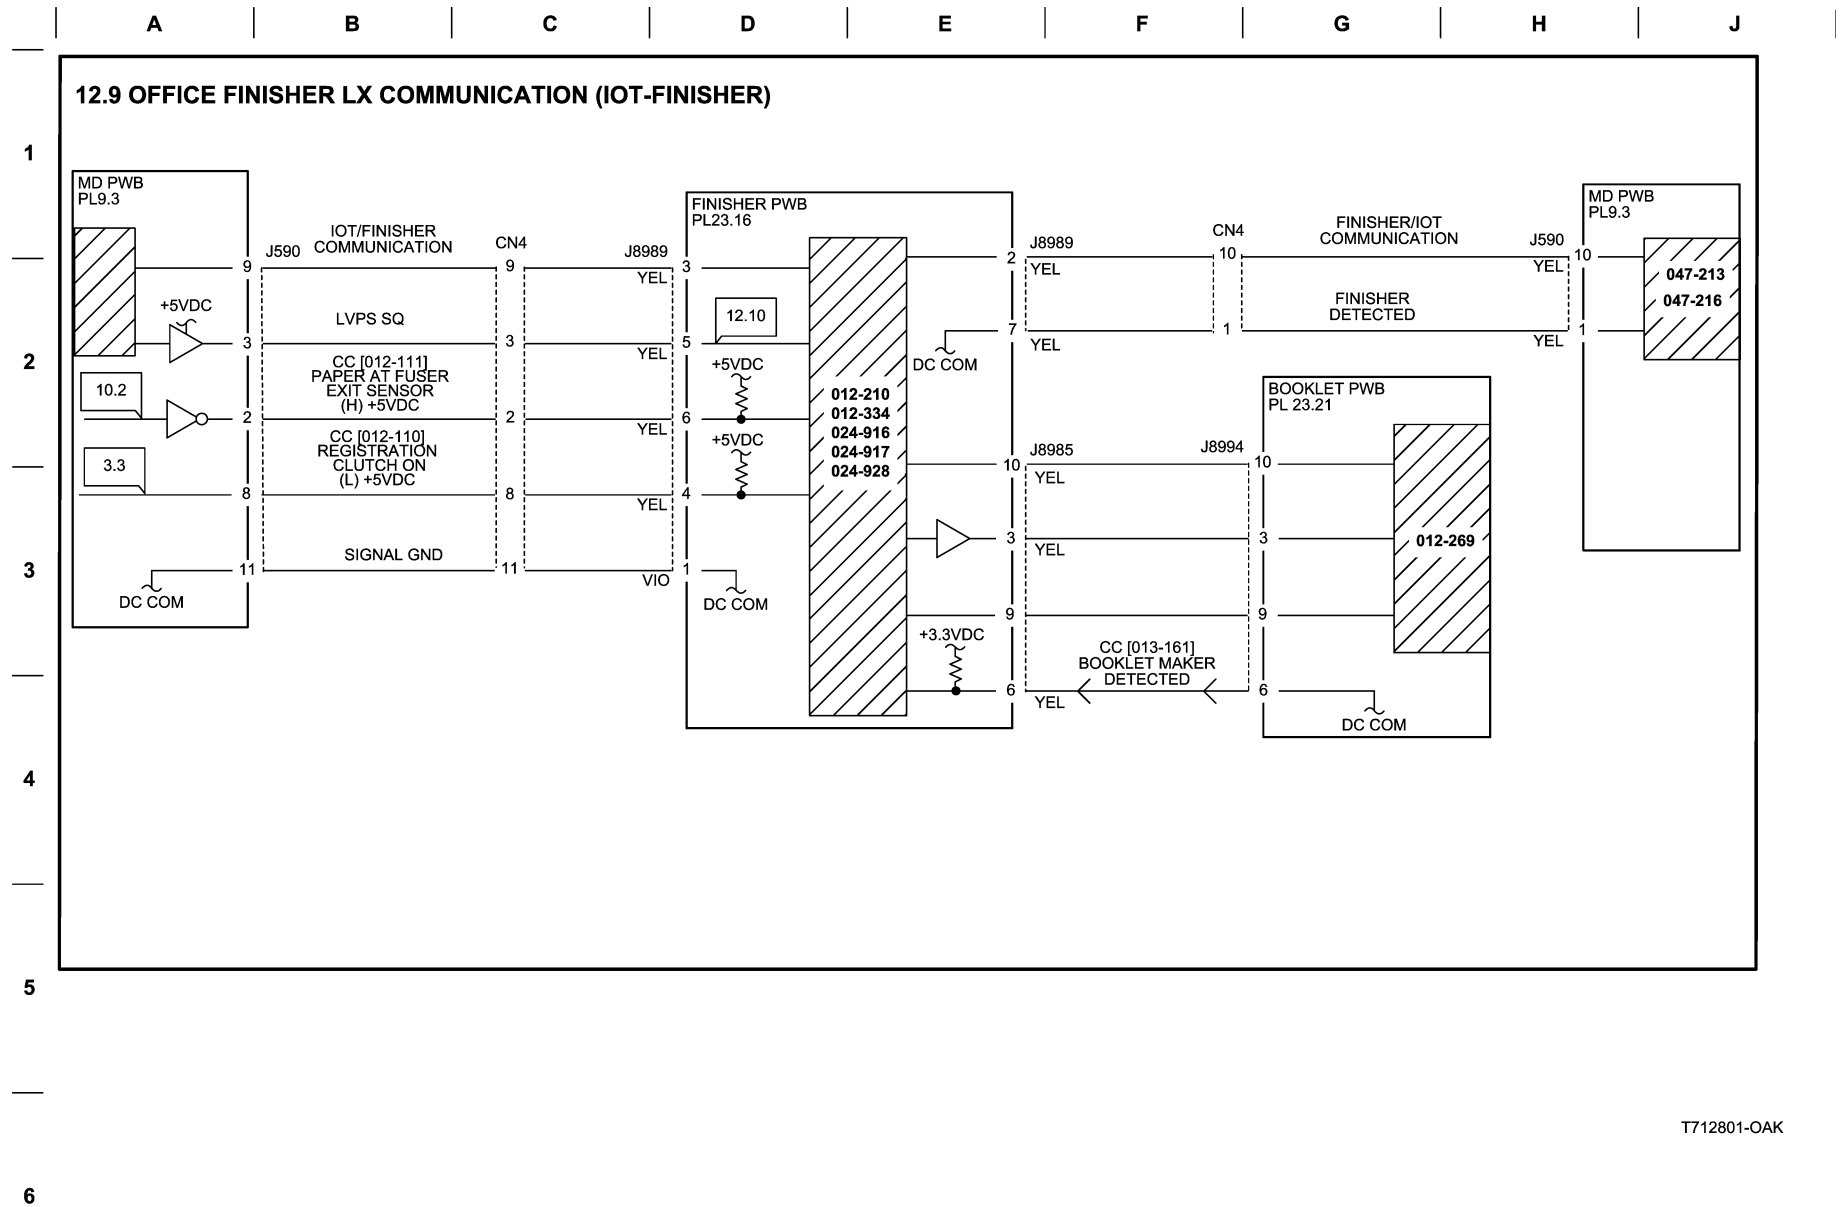 A B C D E F G H J
12.9 OFFICE FINISHER LX COMMUNICATION (IOT-FINISHER)
1
2
3
4
5
6
MD PWB
PL9.3
+5VDC
10.2
3.3
DC COM
9
3
2
8
11
J590
IOT/FINISHER
COMMUNICATION
LVPS SQ
CC [012-111]
PAPER AT FUSER
EXIT SENSOR
(H) +5VDC
CC [012-110]
REGISTRATION
CLUTCH ON
(L) +5VDC
SIGNAL GND
CN4
9
3
2
8
11
J8989
YEL
YEL
YEL
YEL
VIO
3
5
6
4
1
FINISHER PWB
PL23.16
12.10
+5VDC
+5VDC
DC COM
012-210
012-334
024-916
024-917
024-928
DC COM
+3.3VDC
2
7
10
3
9
6
J8989
YEL
YEL
J8985
YEL
YEL
YEL
CN4
10
1
FINISHER/IOT
COMMUNICATION
FINISHER
DETECTED
J590
YEL
YEL
10
1
MD PWB
PL9.3
047-213
047-216
CC [013-161]
BOOKLET MAKER
DETECTED
J8994
10
3
9
6
BOOKLET PWB
PL 23.21
012-269
DC COM
T712801-OAK